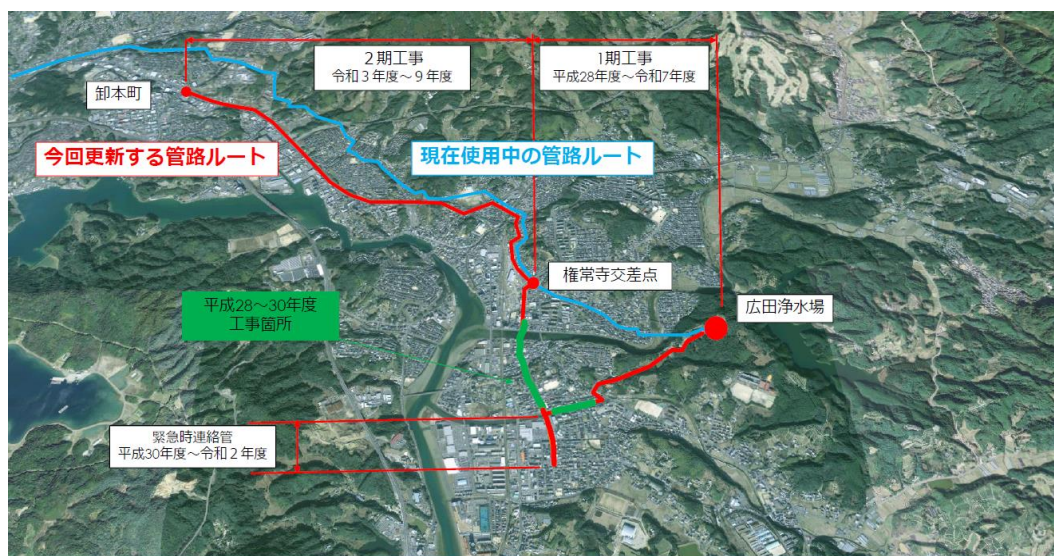 2期工事
令和3年度~9年度
1期工事
平成28年度~令和7年度
卸本町
今回更新する管路ルート
現在使用中の管路ルート
権常寺交差点
平成28~30年度
工事箇所
広田浄水場
緊急時連絡管
平成30年度~令和2年度